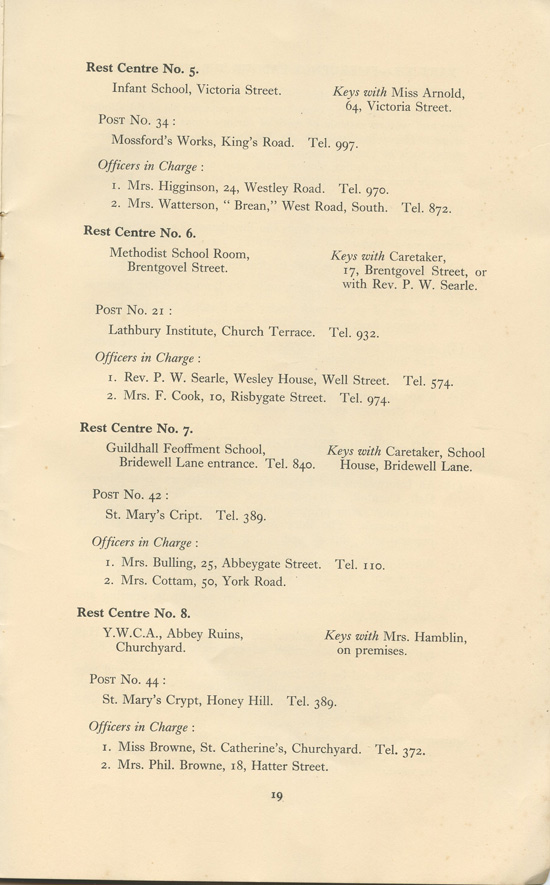 Rest Centre No. 5.
Infant School, Victoria Street. Keys with Miss Arnold,
64, Victoria Street.
Post No. 34 :
Mossford's Works, King's Road. Tel. 997.
Officers in Charge :
1. Mrs. Higginson, 24, Westley Road. Tel. 970.
2. Mrs. Watterson, " Brean," West Road, South. Tel. 872.
Rest Centre No. 6.
Methodist School Room, Keys with Caretaker,
Brentgovel Street. 17, Brentgovel Street, or
with Rev. P. W. Searle.
Post No. 21 :
Lathbury Institute, Church Terrace. Tel. 932.
Officers in Charge :
1. Rev. P. W. Searle, Wesley House, Well Street. Tel. 574.
2. Mrs. F. Cook, 10, Risbygate Street. Tel. 974.
Rest Centre No. 7.
Guildhall Feoffment School, Keys with Caretaker, School
Bridewell Lane entrance. Tel. 840. House, Bridewell Lane.
Post No. 42 :
St. Mary's Cript. Tel. 389.
Officers in Charge :
1. Mrs. Bulling, 25, Abbeygate Street. Tel. 110.
2. Mrs. Cottam, 50, York Road.
Rest Centre No. 8.
Y.W.C.A., Abbey Ruins, Keys with Mrs. Hamblin,
Churchyard. on premises.
Post No. 44 :
St. Mary's Crypt, Honey Hill. Tel. 389.
Officers in Charge :
1. Miss Browne, St. Catherine's, Churchyard. Tel. 372.
2. Mrs. Phil. Browne, 18, Hatter Street.
19